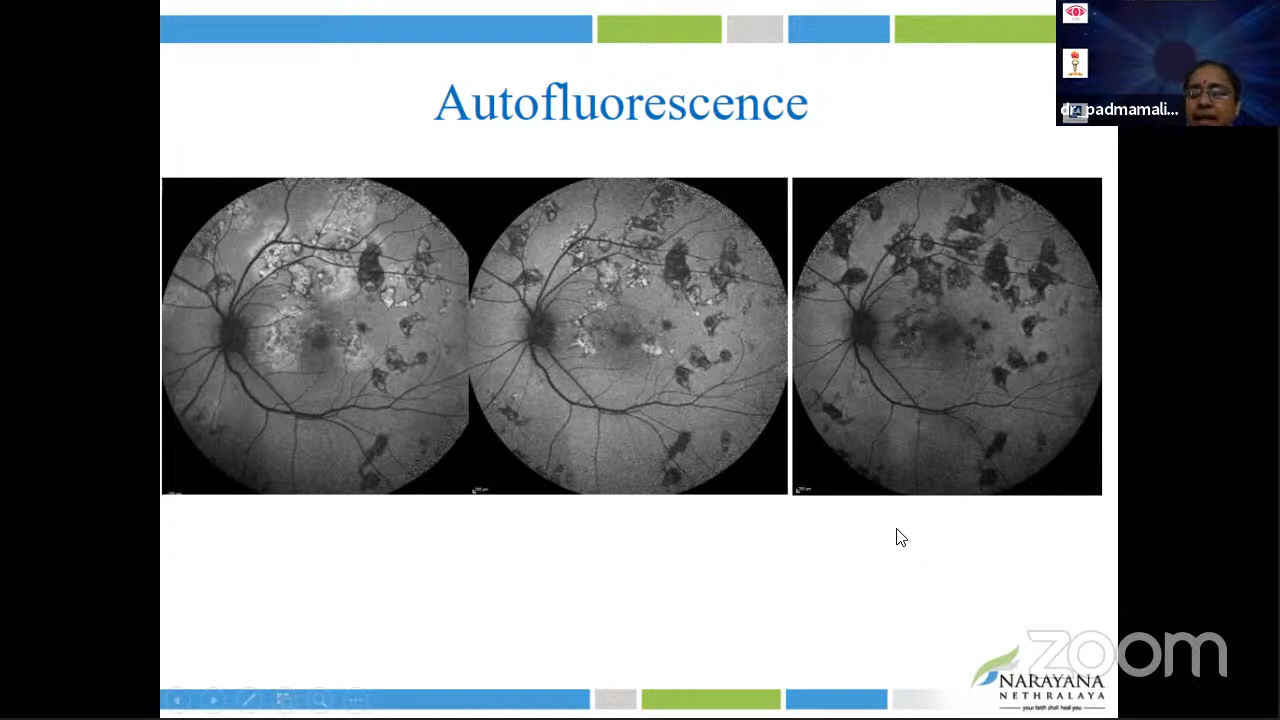 Autofluorescence
dr. padmamali...
zoom
NARAYANA
NETHRALAYA
your faith shall heal you